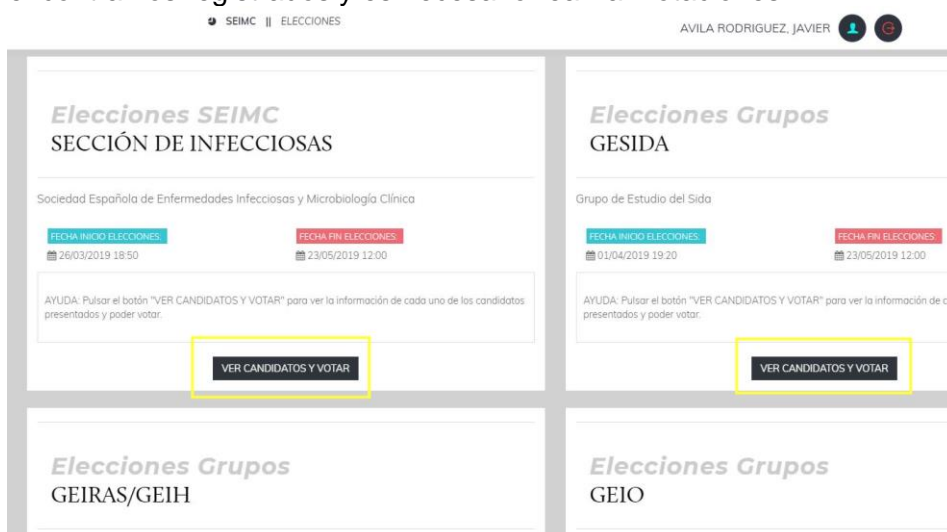 SEIMC || ELECCIONES
AVILA RODRIGUEZ, JAVIER
Elecciones SEIMC
SECCIÓN DE INFECCIOSAS
Sociedad Española de Enfermedades Infecciosas y Microbiología Clínica
FECHA INICIO ELECCIONES:
FECHA FIN ELECCIONES:
26/03/2019 18:50
23/05/2019 12:00
AYUDA: Pulsar el botón "VER CANDIDATOS Y VOTAR" para ver la información de cada uno de los candidatos
presentados y poder votar.
VER CANDIDATOS Y VOTAR
Elecciones Grupos
GESIDA
Grupo de Estudio del Sida
FECHA INICIO ELECCIONES:
FECHA FIN ELECCIONES:
01/04/2019 19:20
23/05/2019 12:00
AYUDA: Pulsar el botón "VER CANDIDATOS Y VOTAR" para ver la información de
presentados y poder votar.
VER CANDIDATOS Y VOTAR
Elecciones Grupos
GEIRAS/GEIH
Elecciones Grupos
GEIO